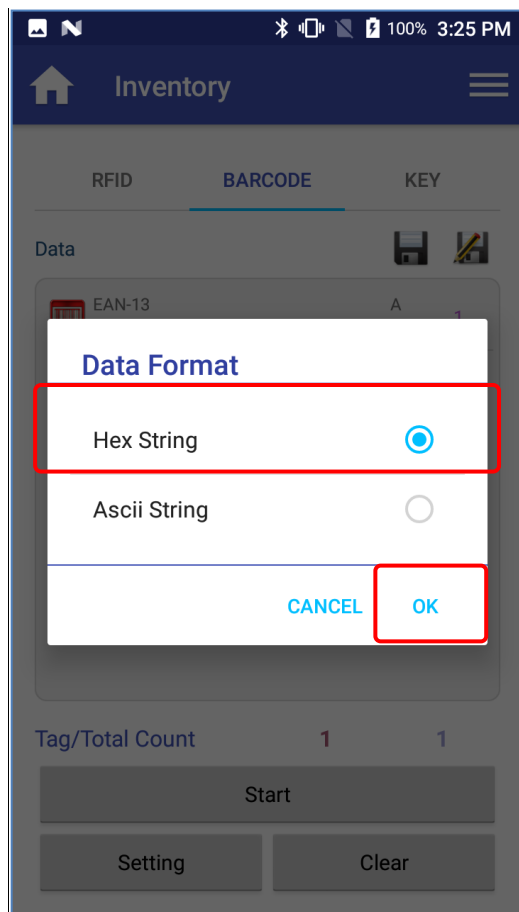 100% 3:25 PM
Inventory
RFID BARCODE KEY
Data
EAN-13 A
1
Data Format
Hex String
Ascii String
CANCEL OK
Tag/Total Count 1 1
Start
Setting Clear